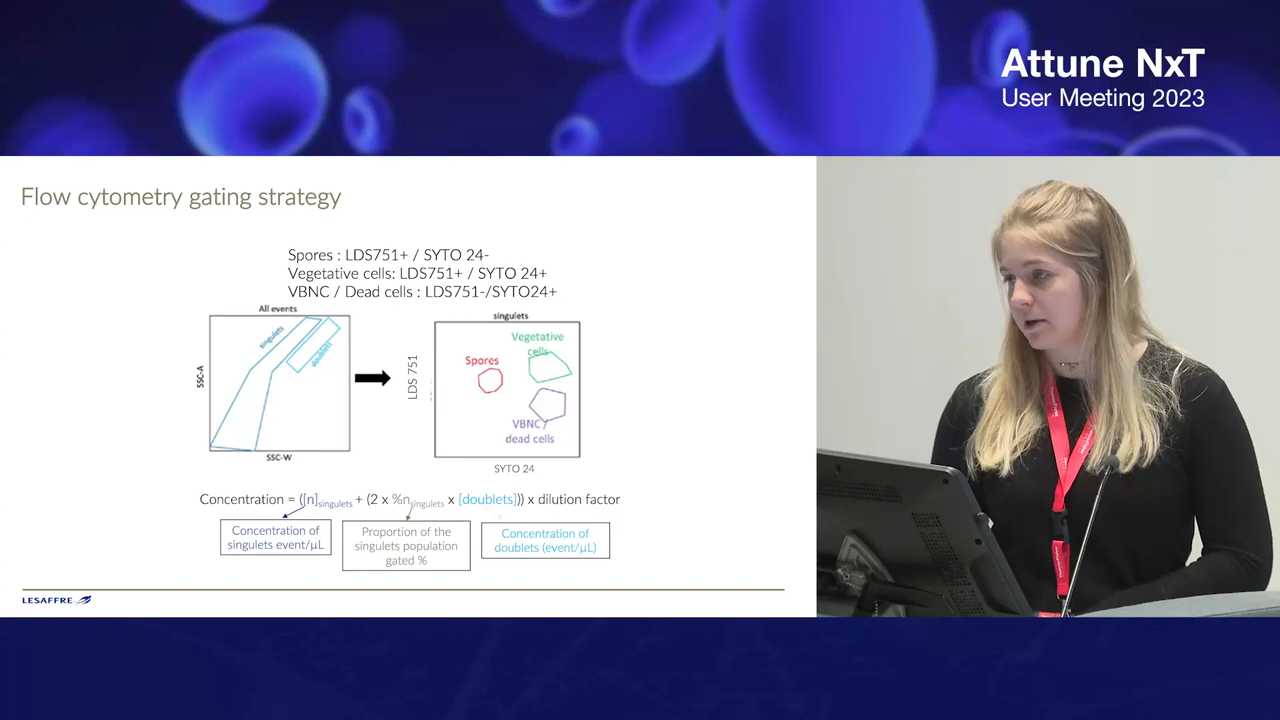 Attune NxT
User Meeting 2023
Flow cytometry gating strategy
Spores : LDS751+ / SYTO 24-
Vegetative cells: LDS751+ / SYTO 24+
VBNC / Dead cells : LDS751-/SYTO24+
All events
singlets
doublets
SSC-A
SSC-W
singlets
Vegetative
cells
Spores
VBNC /
dead cells
LDS 751
SYTO 24
Concentration = ([n]singlets + (2 x %nsinglets x [doublets])) x dilution factor
Concentration of
singlets event/µL
Proportion of the
singlets population
gated %
Concentration of
doublets (event/µL)
LESAFFRE